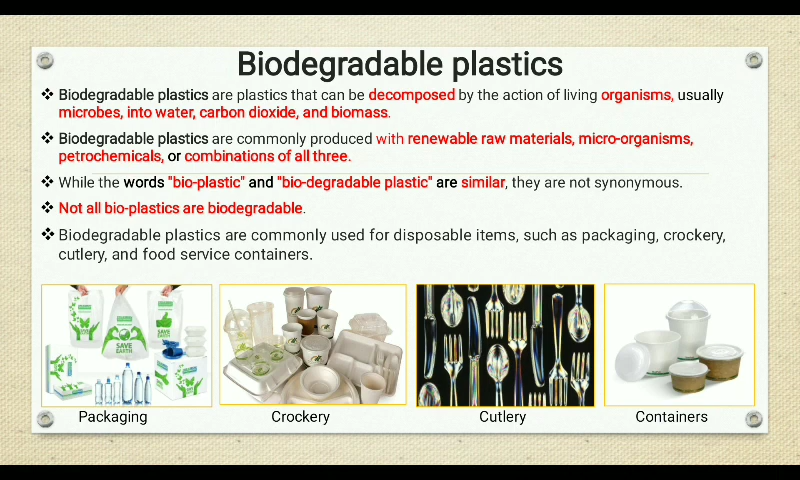 Biodegradable plastics
❖ Biodegradable plastics are plastics that can be decomposed by the action of living organisms, usually
microbes, into water, carbon dioxide, and biomass.
❖ Biodegradable plastics are commonly produced with renewable raw materials, micro-organisms,
petrochemicals, or combinations of all three.
❖ While the words "bio-plastic" and "bio-degradable plastic" are similar, they are not synonymous.
❖ Not all bio-plastics are biodegradable.
❖ Biodegradable plastics are commonly used for disposable items, such as packaging, crockery,
cutlery, and food service containers.
SAVE
EARTH
SAVE
EARTH
Packaging
Crockery
Cutlery
Containers